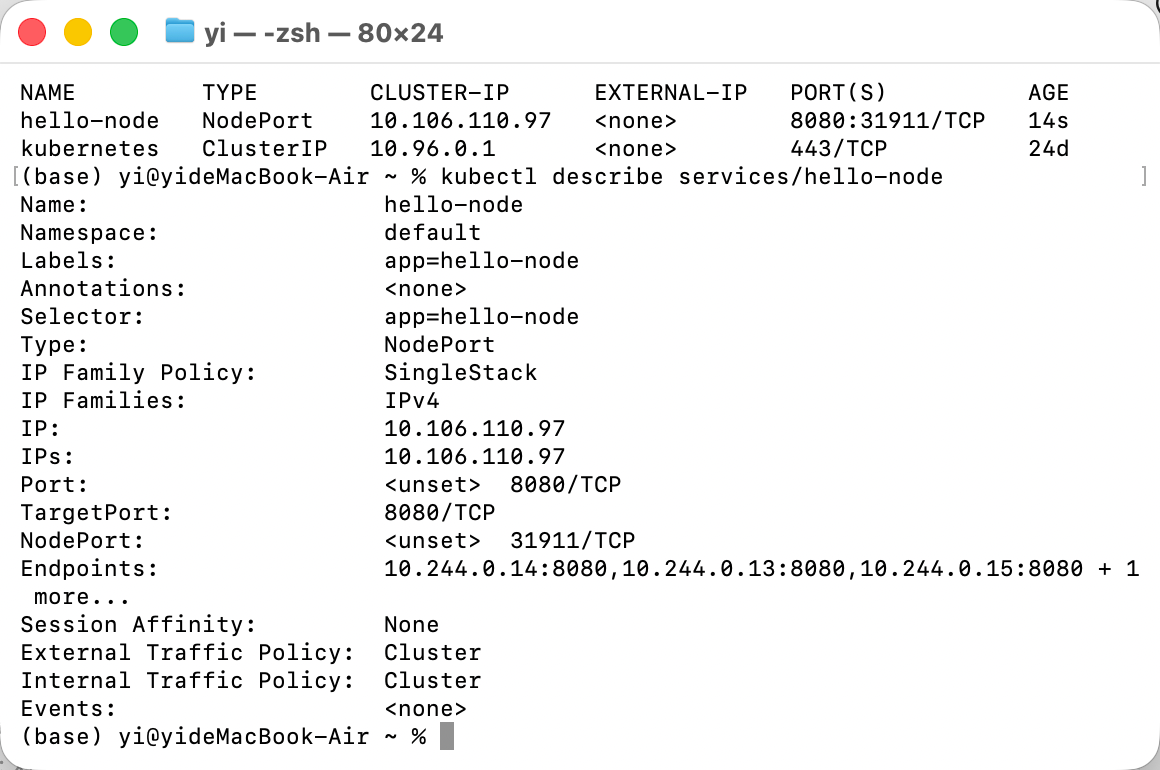 yi — -zsh — 80×24
NAME         TYPE        CLUSTER-IP      EXTERNAL-IP   PORT(S)          AGE
hello-node   NodePort    10.106.110.97   <none>        8080:31911/TCP   14s
kubernetes   ClusterIP   10.96.0.1       <none>        443/TCP          24d
[(base) yi@yideMacBook-Air ~ % kubectl describe services/hello-node              ]
Name:                     hello-node
Namespace:                default
Labels:                   app=hello-node
Annotations:              <none>
Selector:                 app=hello-node
Type:                     NodePort
IP Family Policy:         SingleStack
IP Families:              IPv4
IP:                       10.106.110.97
IPs:                      10.106.110.97
Port:                     <unset>  8080/TCP
TargetPort:               8080/TCP
NodePort:                 <unset>  31911/TCP
Endpoints:                10.244.0.14:8080,10.244.0.13:8080,10.244.0.15:8080 + 1
 more...
Session Affinity:         None
External Traffic Policy:  Cluster
Internal Traffic Policy:  Cluster
Events:                   <none>
(base) yi@yideMacBook-Air ~ %